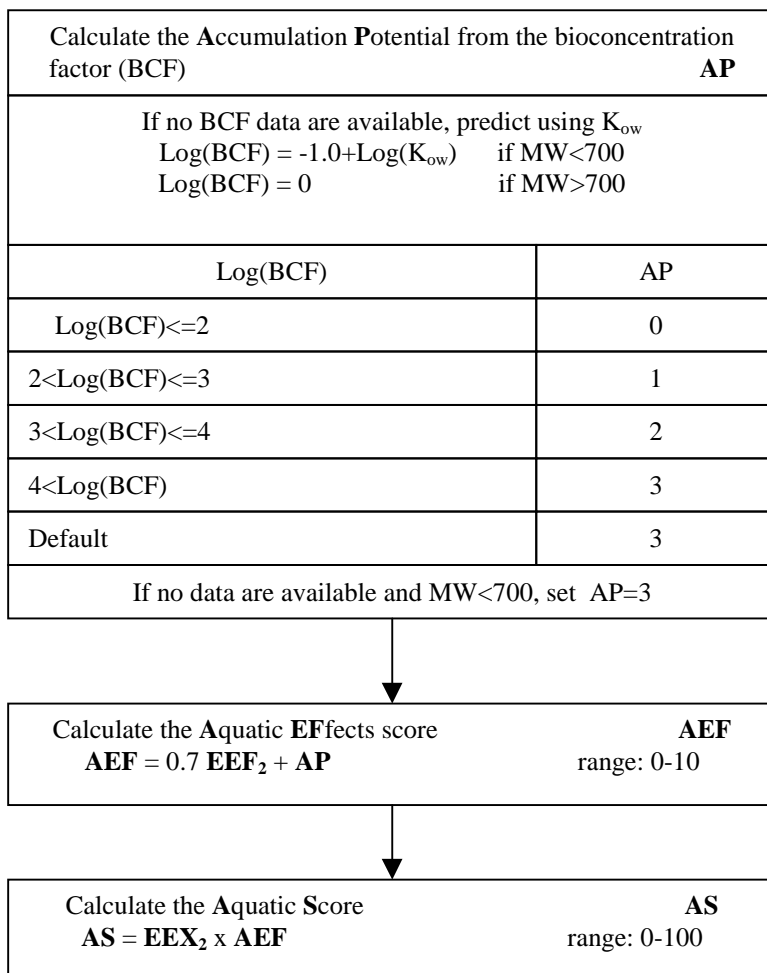 Calculate the Accumulation Potential from the bioconcentration
factor (BCF) AP
If no BCF data are available, predict using Kow
Log(BCF) = -1.0+Log(Kow) if MW<700
Log(BCF) = 0 if MW>700
Log(BCF) AP
Log(BCF)<=2 0
2<Log(BCF)<=3 1
3<Log(BCF)<=4 2
4<Log(BCF) 3
Default 3
If no data are available and MW<700, set AP=3
Calculate the Aquatic EFfects score AEF
AEF = 0.7 EEF2 + AP range: 0-10
Calculate the Aquatic Score AS
AS = EEX2 x AEF range: 0-100